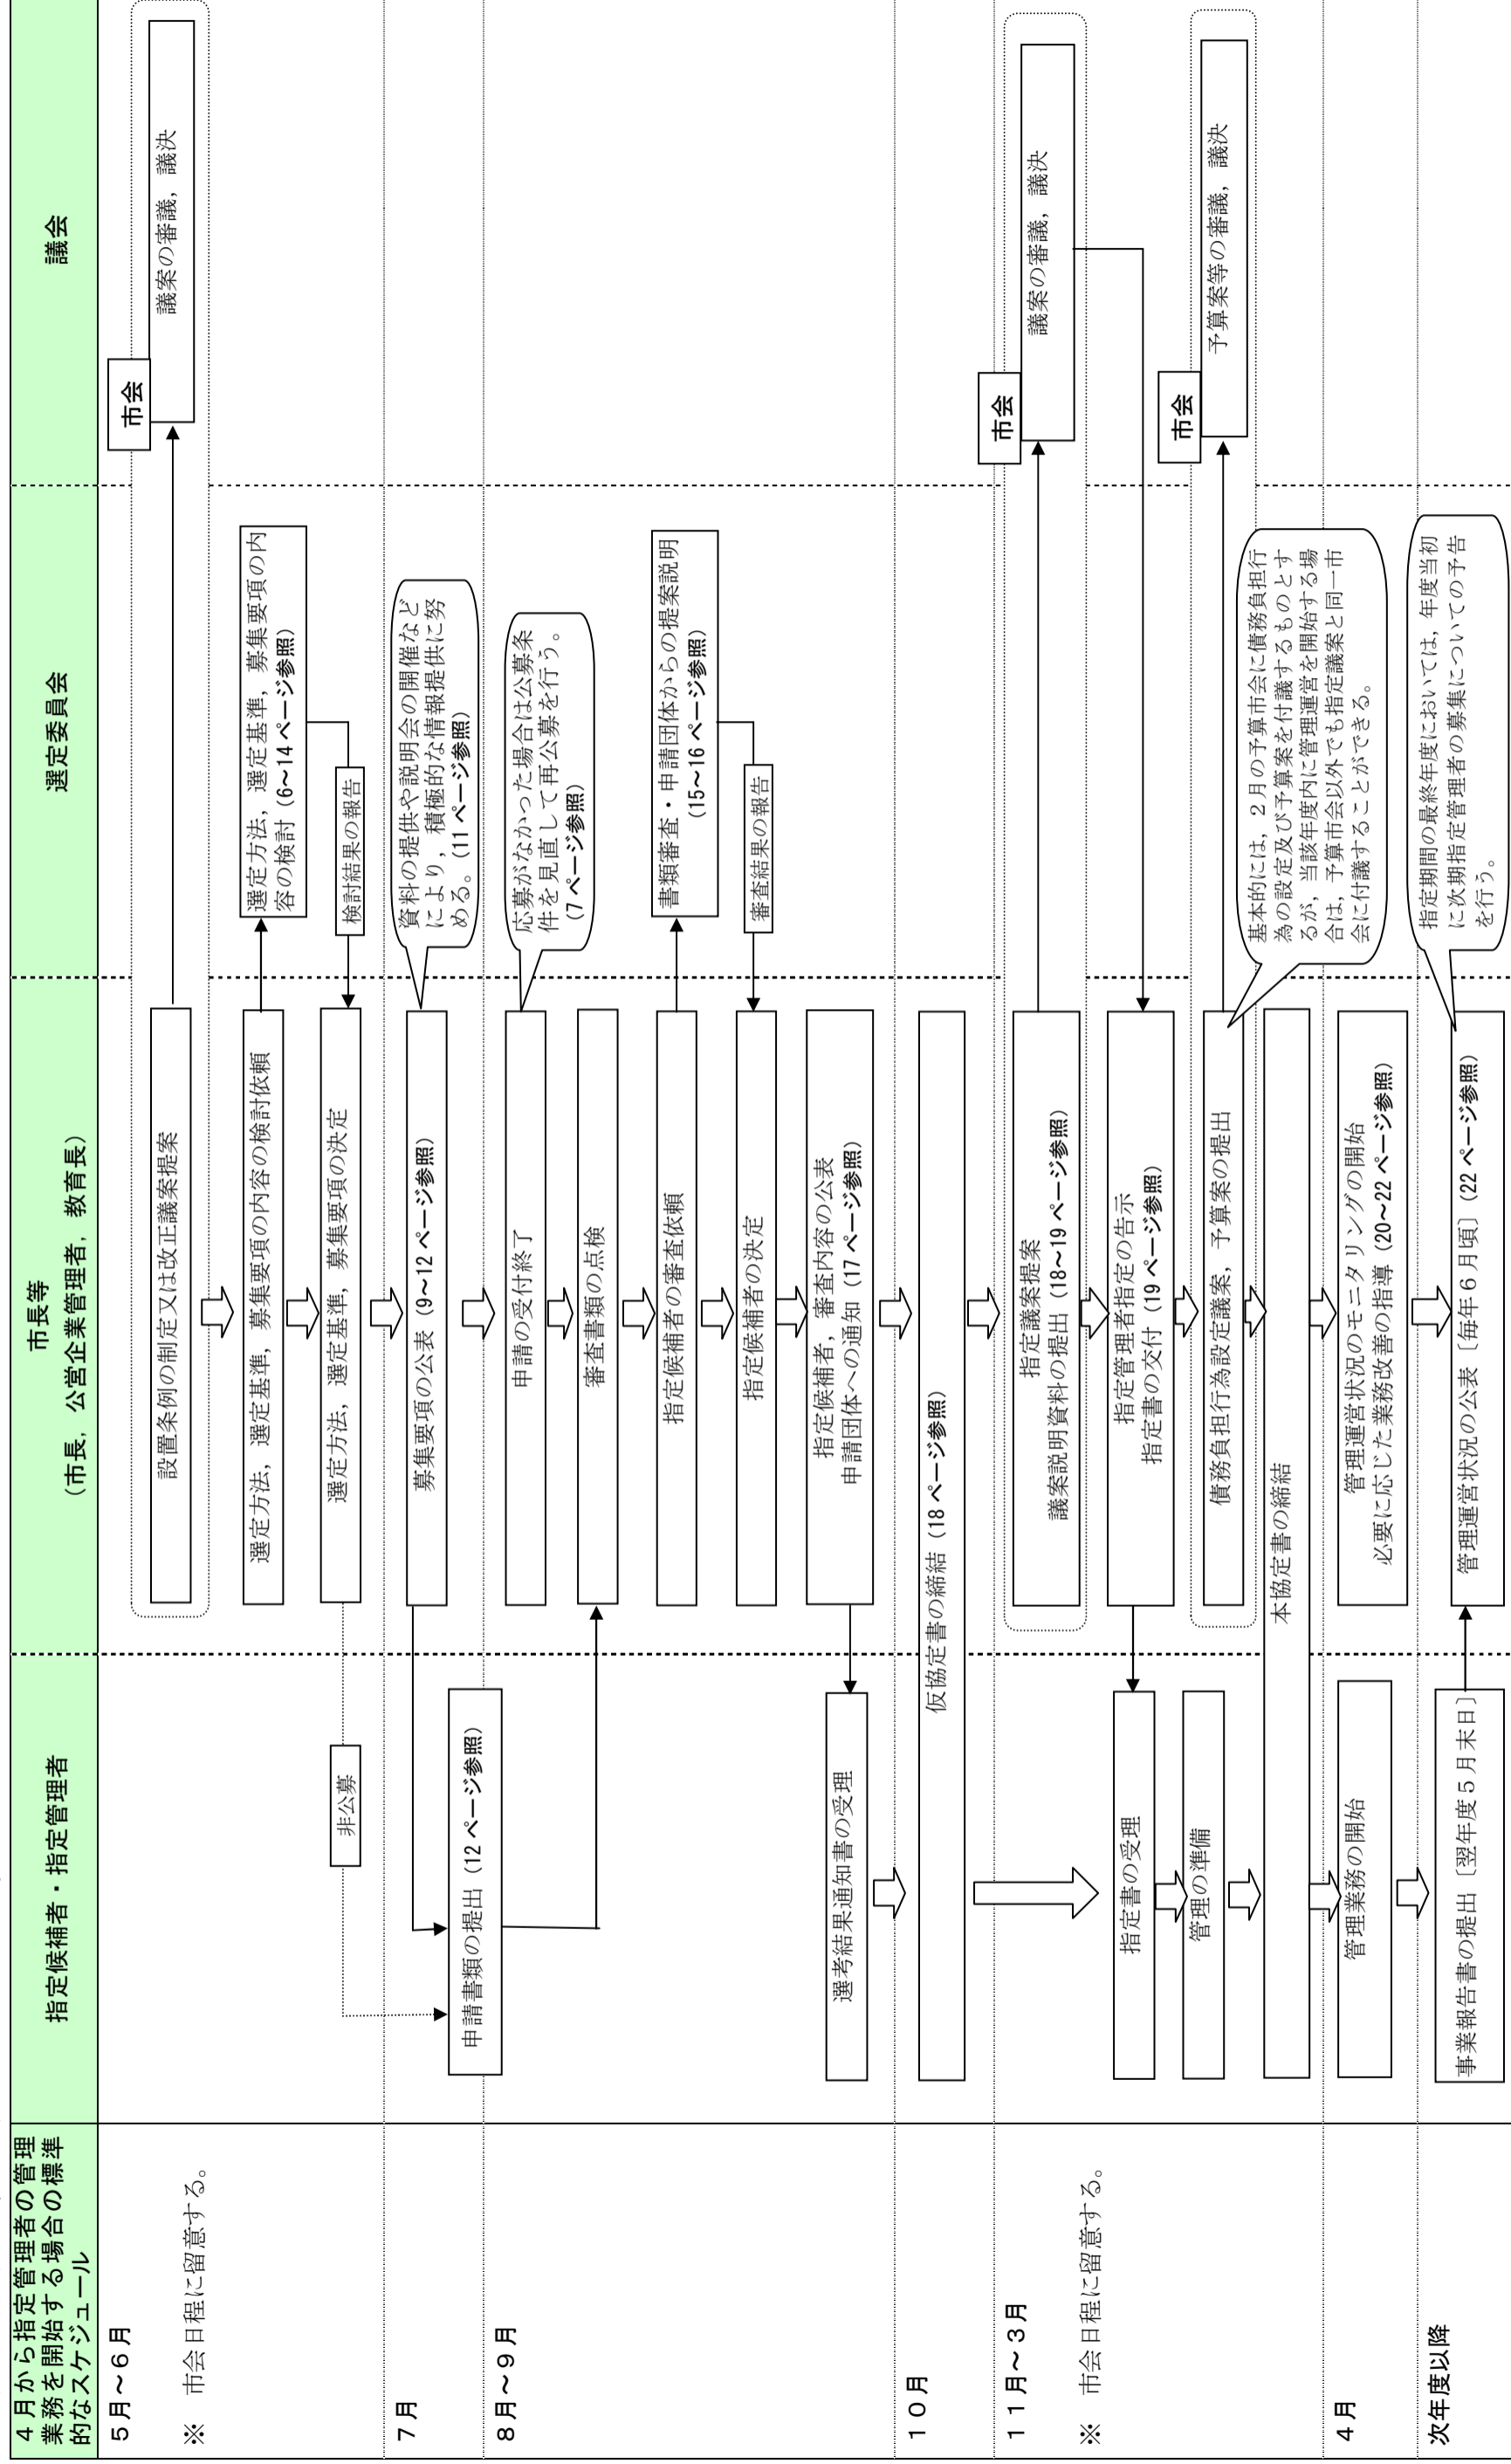 ４月から指定管理者の管理
業務を開始する場合の標準
的なスケジュール
指定候補者・指定管理者
市長等
（市長，公営企業管理者，教育長）
選定委員会
議会
５月～６月
※　市会日程に留意する。
設置条例の制定又は改正議案提案
市会
議案の審議，議決
選定方法，選定基準，募集要項の内容の検討依頼
選定方法，選定基準，募集要項の内
容の検討（6～14 ページ参照）
検討結果の報告
選定方法，選定基準，募集要項の決定
非公募
７月
募集要項の公表（9～12 ページ参照）
資料の提供や説明会の開催など
により，積極的な情報提供に努
める。（11 ページ参照）
申請書類の提出（12 ページ参照）
８月～９月
申請の受付終了
応募がなかった場合は公募条
件を見直して再公募を行う。
（7 ページ参照）
審査書類の点検
指定候補者の審査依頼
書類審査・申請団体からの提案説明
（15～16 ページ参照）
審査結果の報告
指定候補者の決定
指定候補者，審査内容の公表
申請団体への通知（17 ページ参照）
選考結果通知書の受理
１０月
仮協定書の締結（18 ページ参照）
１１月～３月
※　市会日程に留意する。
指定議案提案
議案説明資料の提出（18～19 ページ参照）
市会
議案の審議，議決
指定管理者指定の告示
指定書の交付（19 ページ参照）
指定書の受理
管理の準備
債務負担行為設定議案，予算案の提出
市会
予算案等の審議，議決
基本的には，２月の予算市会に債務負担行
為の設定及び予算案を付議するものとす
るが，当該年度内に管理運営を開始する場
合は，予算市会以外でも指定議案と同一市
会に付議することができる。
本協定書の締結
４月
管理業務の開始
管理運営状況のモニタリングの開始
必要に応じた業務改善の指導（20～22 ページ参照）
次年度以降
事業報告書の提出〔翌年度５月末日〕
管理運営状況の公表〔毎年６月頃〕（22 ページ参照）
指定期間の最終年度においては，年度当初
に次期指定管理者の募集についての予告
を行う。